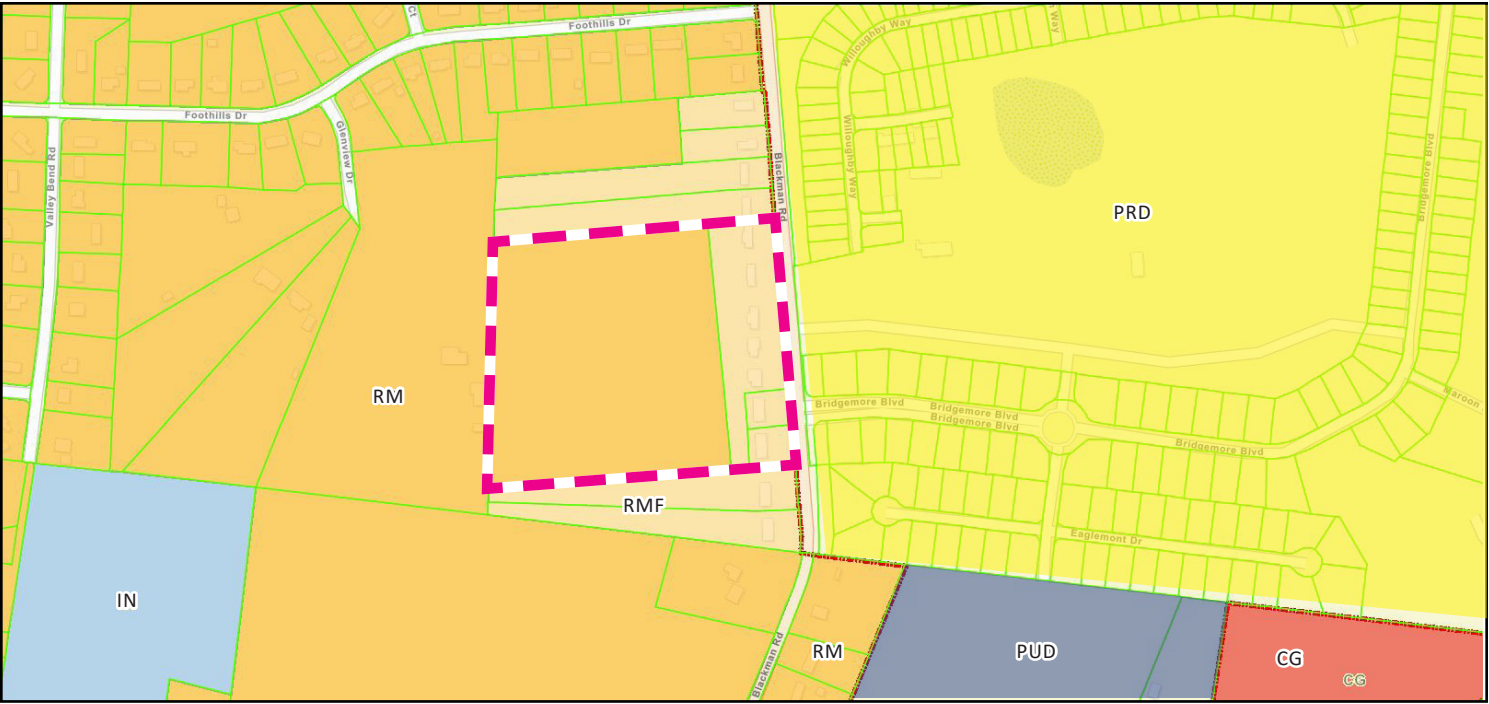 Ct
Foothills Dr
Willoughby Way
Way
Foothills Dr
Glenview Dr
Valley Bend Rd
Willoughby Way
Bridgemore Blvd
Blackman Rd
PRD
RM
Bridgemore Blvd
Bridgemore Blvd
Bridgemore Blvd
Maroon
Bridgemore Blvd
RMF
Eaglemont Dr
IN
Blackman Rd
RM
PUD
CG
CG